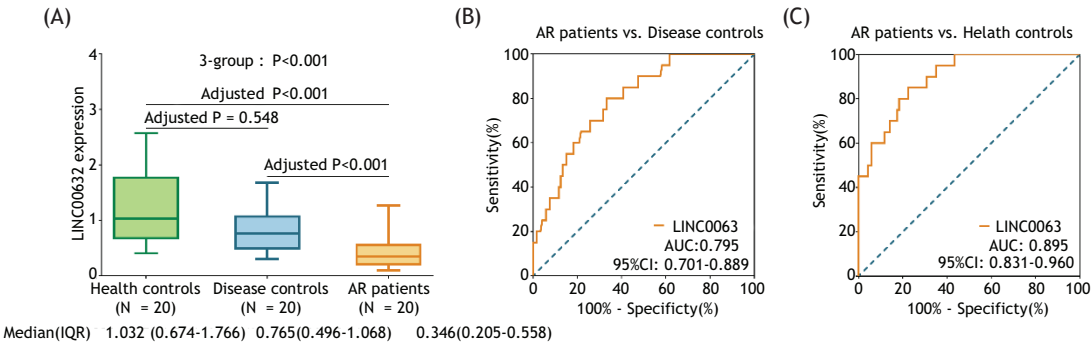 (A)
4
3
2
1
0
LINC00632 expression
3-group : P<0.001
Adjusted P<0.001
Adjusted P = 0.548
Adjusted P<0.001
Health controls
(N = 20)
Disease controls
(N = 20)
AR patients
(N = 20)
Median(IQR) 1.032 (0.674-1.766) 0.765(0.496-1.068) 0.346(0.205-0.558)
(B)
AR patients vs. Disease controls
100
80
60
40
20
0
Sensitivity(%)
LINC0063
AUC:0.795
95%CI: 0.701-0.889
0 20 40 60 80 100
100% - Specificty(%)
(C)
AR patients vs. Helath controls
100
80
60
40
20
0
Sensitivity(%)
LINC0063
AUC: 0.895
95%CI: 0.831-0.960
0 20 40 60 80 100
100% - Specificty(%)